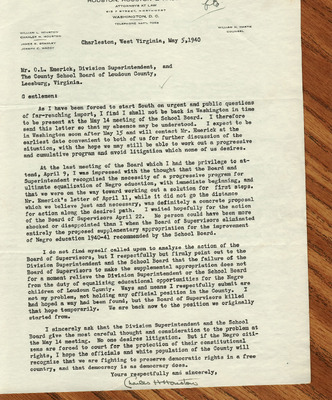 HOUSTON, HOUSTON
ATTORNEYS AT LAW
615 F STREET, NORTHWEST
WASHINGTON, D. C.
WILLIAM L. HOUSTON
CHARLES H. HOUSTON
WILLIAM H. HASTIE
COUNSEL
Charleston, West Virginia, May 5, 1940
Mr. O.L. Emerick, Division Superintendent, and
The County School Board of Loudoun County,
Leesburg, Virginia.
G entlemen:
As I have been forced to start South on urgent and public questions
of far-reaching import, I find I shall not be back in Washington in time
to be present at the May 14 meeting of the School Board. I therefore
send this letter so that my absence may be understood. I expect to be
in Washington soon after May 15 and will contact Mr. Emerick at the
earliest date convenient to both of us for further discussion of the
situation, with the hope we may still be able to work out a progressive
and cumulative program and avoid litigation which none of us desires.
At the last meeting of the Board which I had the privilege to at-
tend, April 9, I was impressed with the thought that the Board and
Superintendent recognized the necessity of a progressive program for
ultimate equalization of Negro education, with immediate beginning, and
that we were on the way toward working out a solution for first steps.
Mr. Emerick's letter of April 11, while it did not go the distance
which we believe just and necessary, was definitely a concrete proposal
for action along the desired path. I waited hopefully for the action
of the Board of Supervisors April 22. No person could have been more
shocked or disappointed than I when the Board of Supervisors eliminated
entirely the proposed supplementary appropriation for the improvement
of Negro education 1940-41 recommended by the School Board.
I do not find myself called upon to analyze the action of the
Board of Supervisors, but I respectfully but firmly point out to the
Division Superintendent and the School Board that the failure of the
Board of Supervisors to make the supplemental appropriation does not
for a moment relieve the Division Superintendent or the School Board
from the duty of equalizing educational opportunities for the Negro
children of Loudoun County. Ways and means I respectfully submit are
not my problem, not holding any official position in the County. I
had hoped a way had been found, but the Board of Supervisors killed
that hope temporarily. We are back now to the position we originally
started from.
I sincerely ask that the Division Superintendent and the School
Board give the most careful thought and consideration to the problem at
the May 14 meeting. No one desires litigation. But if the Negro citi-
zens are forced to court for the protection of their constitutional
rights, I hope the officials and white population of the County will
recognize that we are fighting to preserve democratic rights in a free
country, and that democracy is as democracy does.
Yours respectfully and sincerely,
Charles H Houston